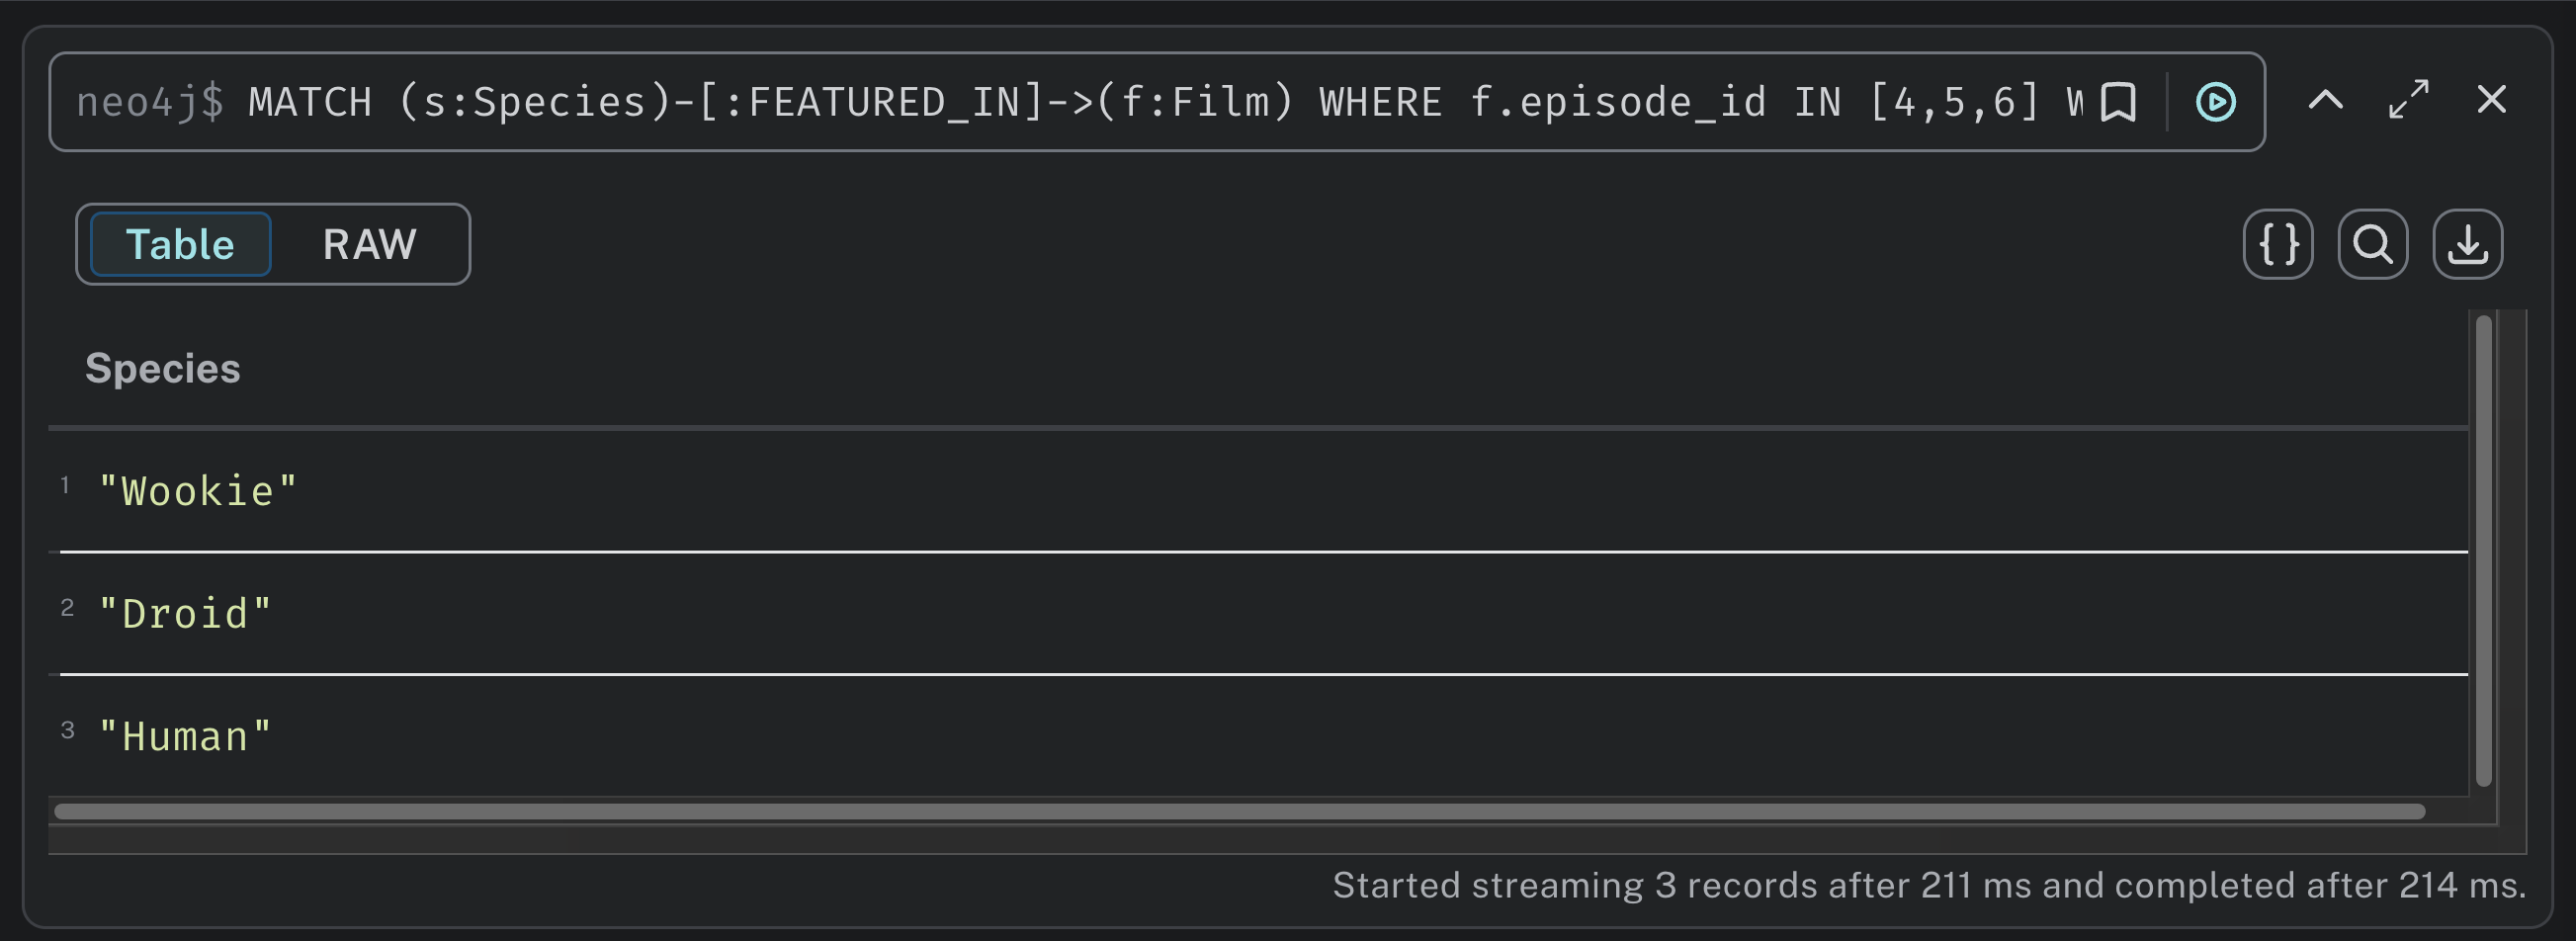 neo4j$ MATCH (s:Species)-[:FEATURED_IN]->(f:Film) WHERE f.episode_id IN [4,5,6] W
Table RAW
Species
1 "Wookie"
2 "Droid"
3 "Human"
Started streaming 3 records after 211 ms and completed after 214 ms.